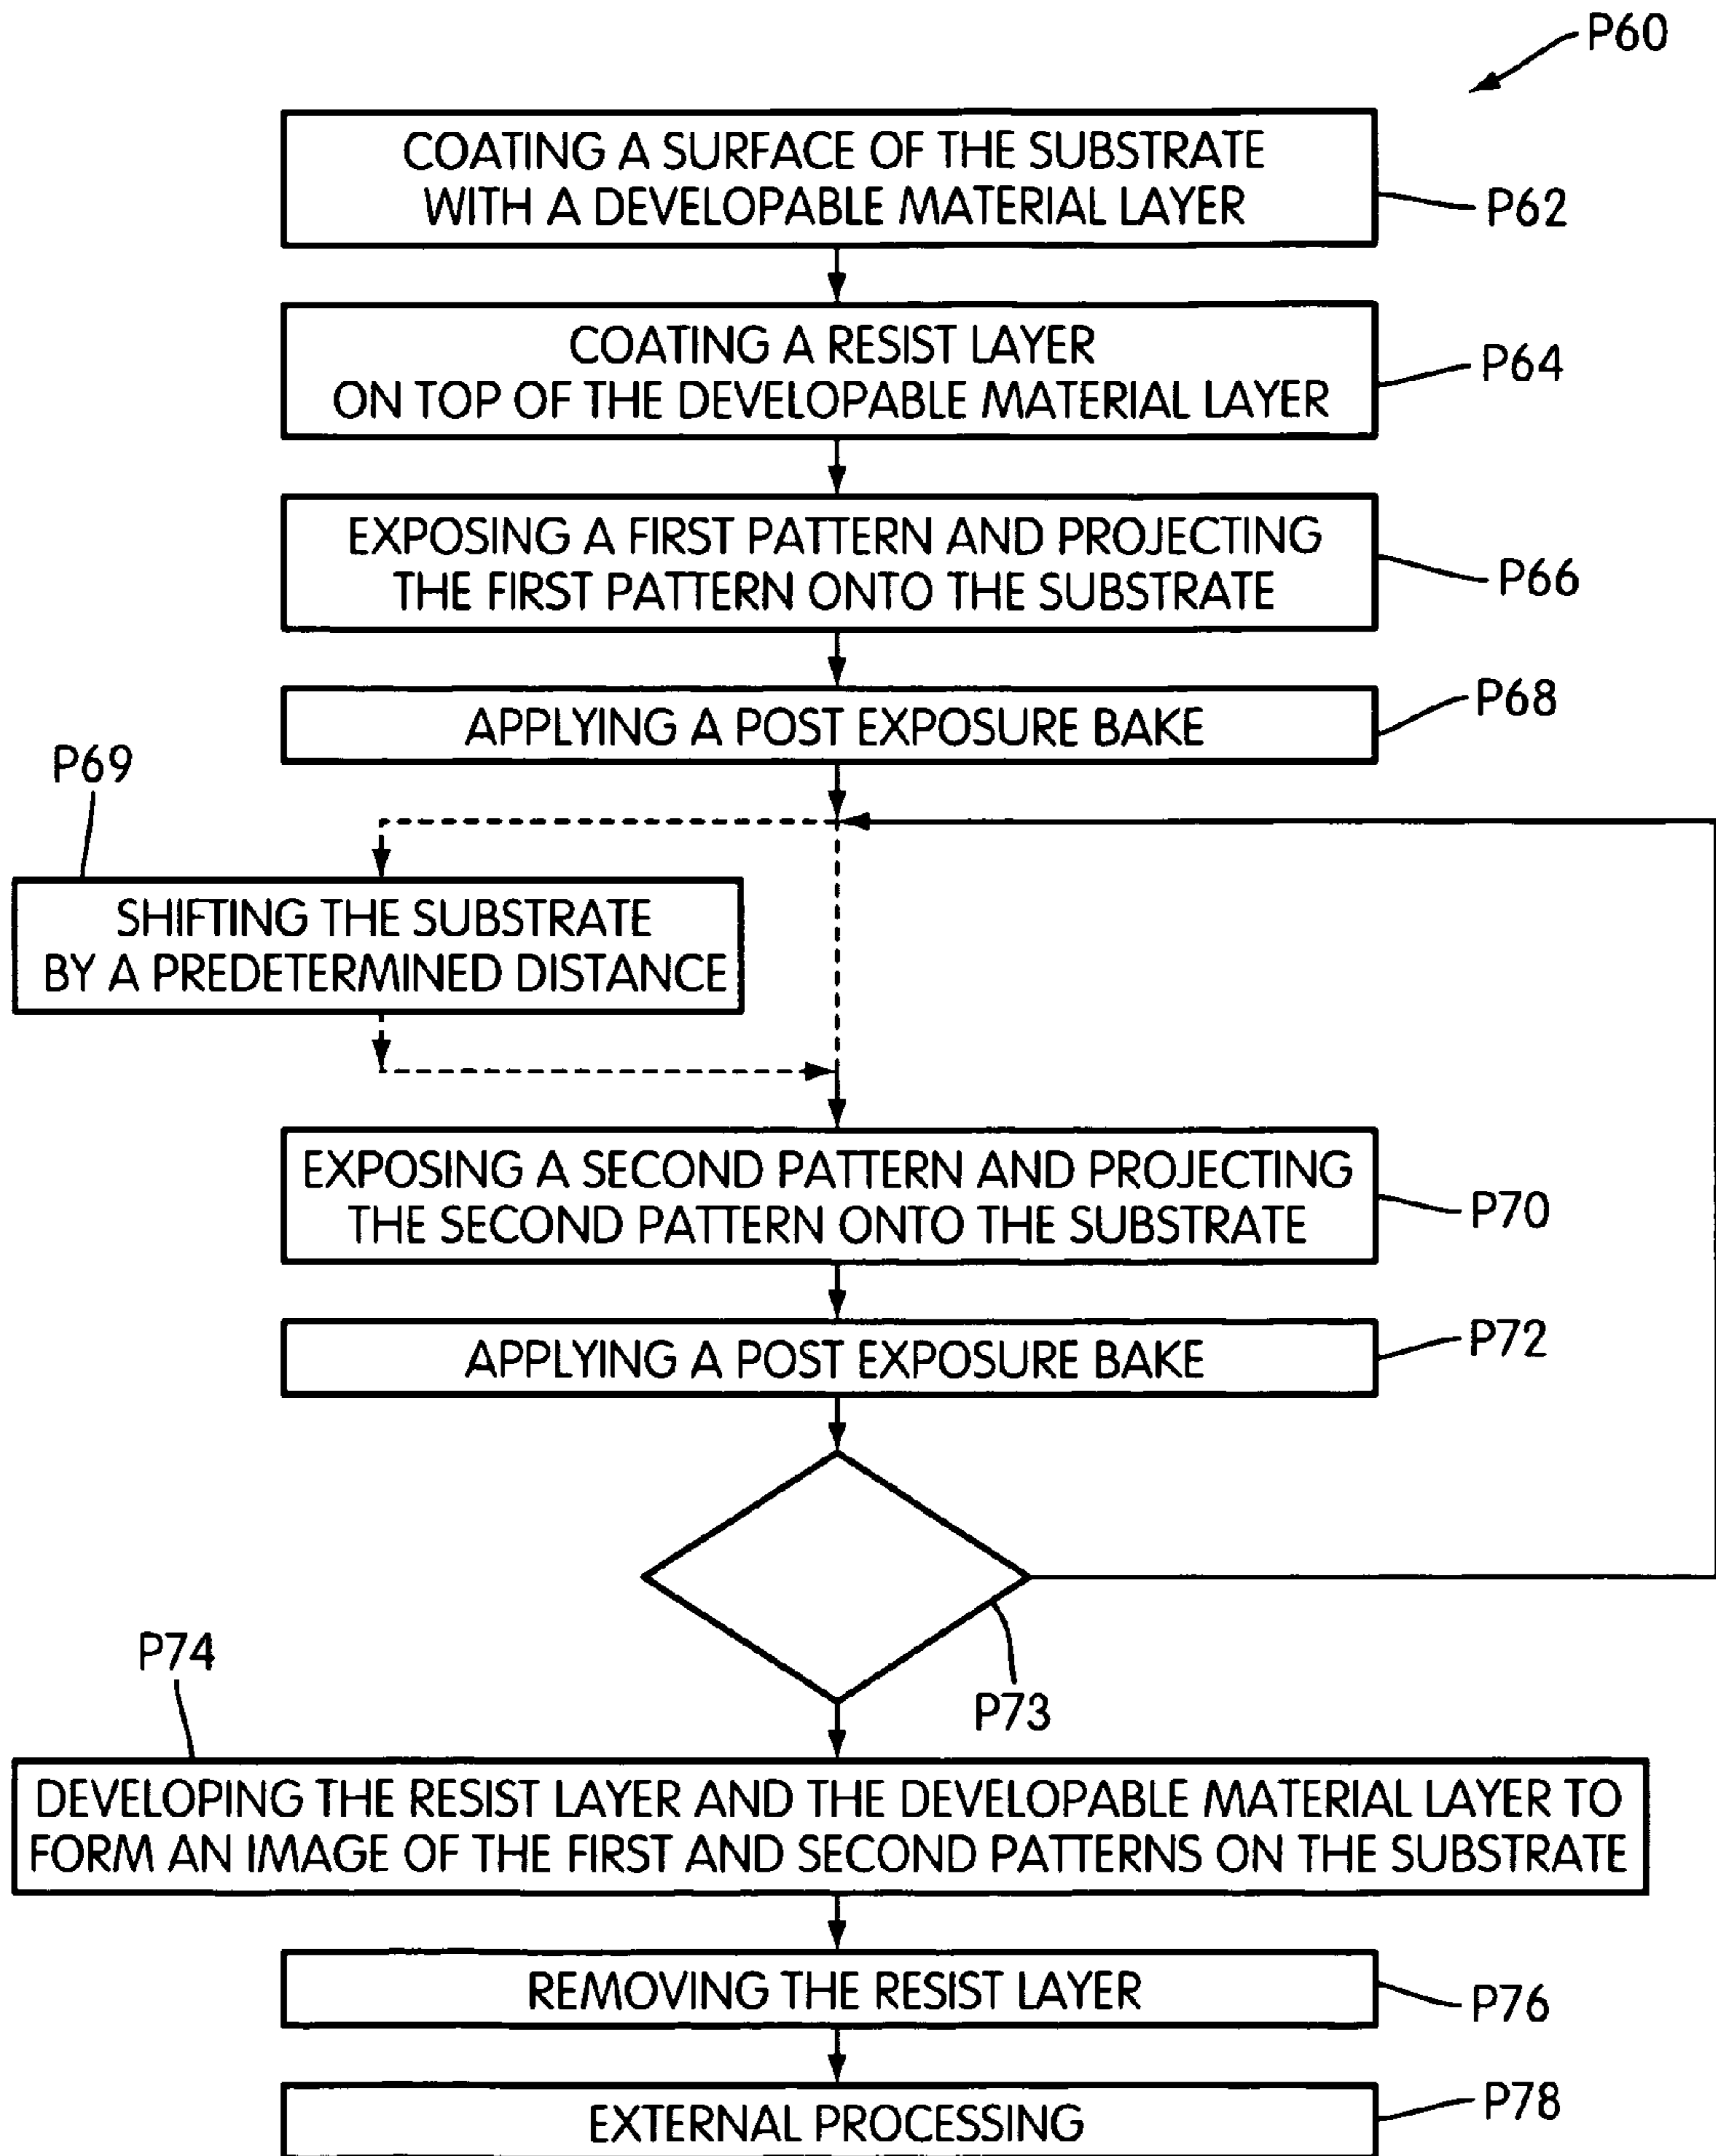 P60
COATING A SURFACE OF THE SUBSTRATE
WITH A DEVELOPABLE MATERIAL LAYER
P62
COATING A RESIST LAYER
ON TOP OF THE DEVELOPABLE MATERIAL LAYER
P64
EXPOSING A FIRST PATTERN AND PROJECTING
THE FIRST PATTERN ONTO THE SUBSTRATE
P66
APPLYING A POST EXPOSURE BAKE
P68
P69
SHIFTING THE SUBSTRATE
BY A PREDETERMINED DISTANCE
EXPOSING A SECOND PATTERN AND PROJECTING
THE SECOND PATTERN ONTO THE SUBSTRATE
P70
APPLYING A POST EXPOSURE BAKE
P72
P73
P74
DEVELOPING THE RESIST LAYER AND THE DEVELOPABLE MATERIAL LAYER TO
FORM AN IMAGE OF THE FIRST AND SECOND PATTERNS ON THE SUBSTRATE
REMOVING THE RESIST LAYER
P76
EXTERNAL PROCESSING
P78